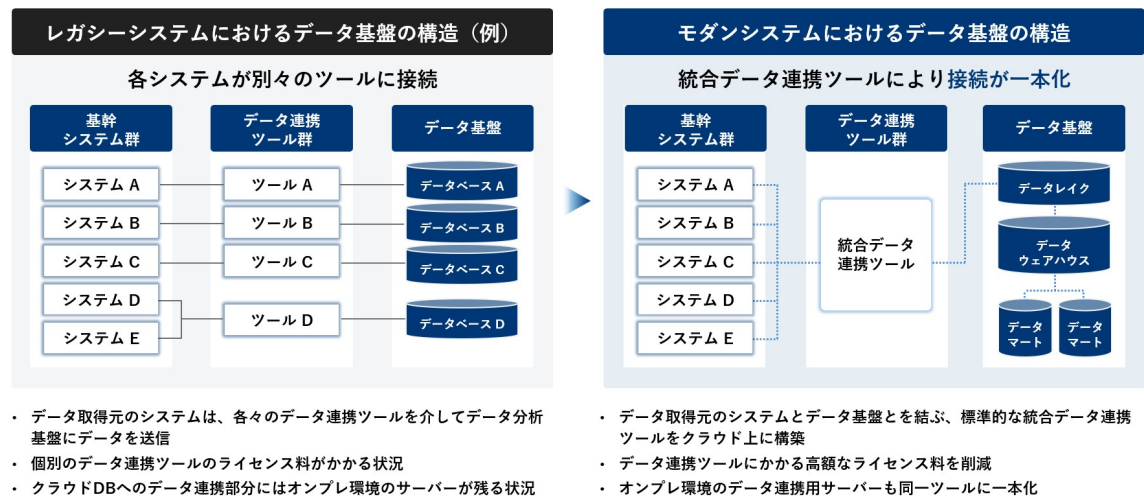 レガシーシステムにおけるデータ基盤の構造（例）
各システムが別々のツールに接続
基幹
システム群
データ連携
ツール群
データ基盤
システム A
ツール A
データベース A
システム B
ツール B
データベース B
システム C
ツール C
データベース C
システム D
システム E
ツール D
データベース D
・ データ取得元のシステムは、各々のデータ連携ツールを介してデータ分析
基盤にデータを送信
・ 個別のデータ連携ツールのライセンス料がかかる状況
・ クラウドDBへのデータ連携部分にはオンプレ環境のサーバーが残る状況
モダンシステムにおけるデータ基盤の構造
統合データ連携ツールにより接続が一本化
基幹
システム群
データ連携
ツール群
データ基盤
システム A
システム B
システム C
システム D
システム E
統合データ
連携ツール
データレイク
データ
ウェアハウス
データ
マート
データ
マート
・ データ取得元のシステムとデータ基盤とを結ぶ、標準的な統合データ連携
ツールをクラウド上に構築
・ データ連携ツールにかかる高額なライセンス料を削減
・ オンプレ環境のデータ連携用サーバーも同一ツールに一本化